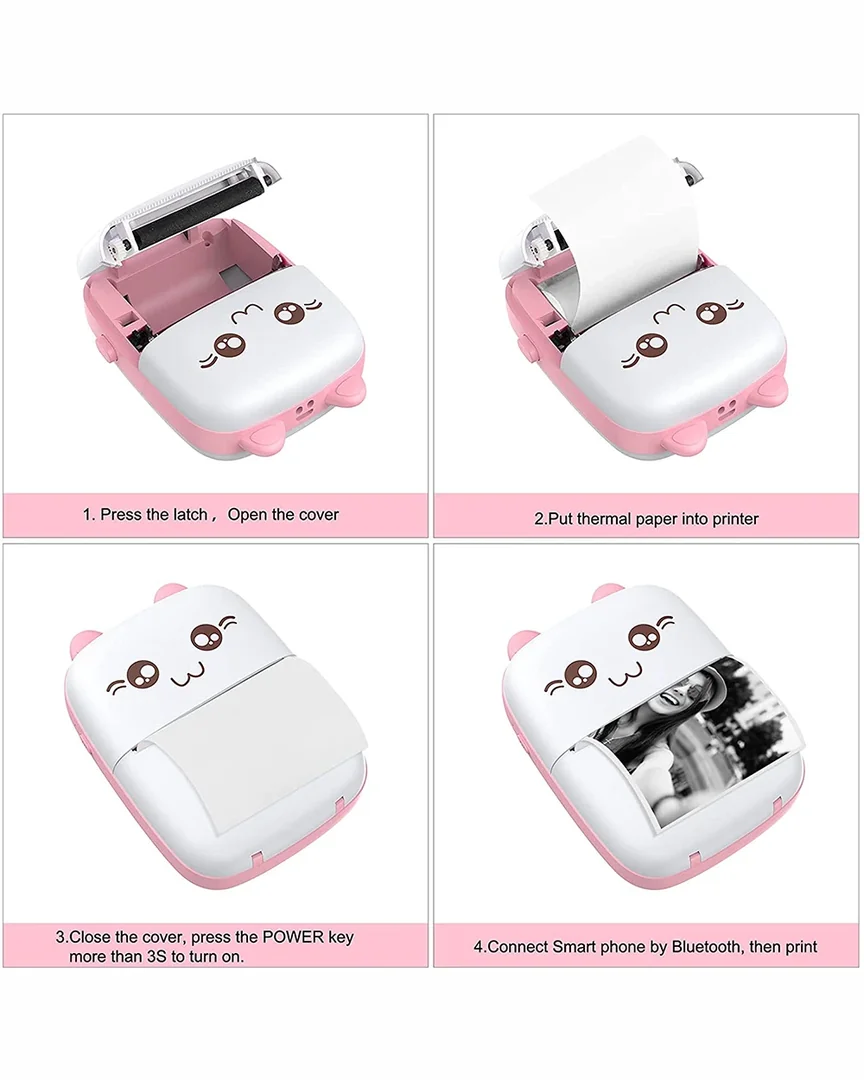 1. Press the latch，Open the cover
2.Put thermal paper into printer
3.Close the cover, press the POWER key
more than 3S to turn on.
4.Connect Smart phone by Bluetooth, then print